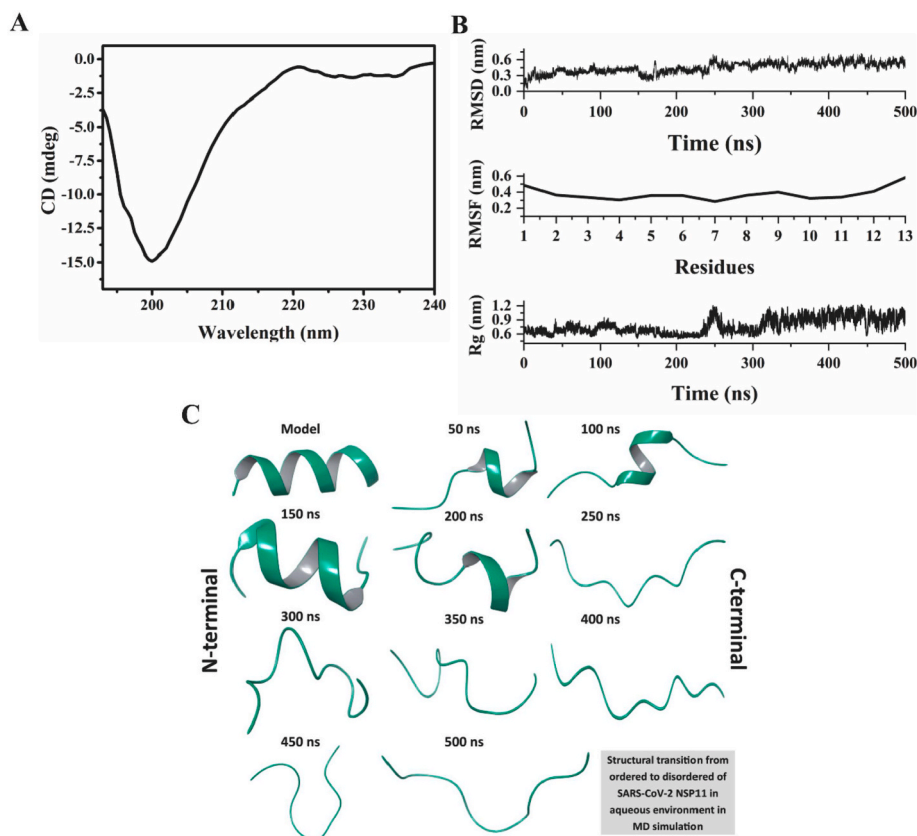 A
0.0
-2.5
-5.0
-7.5
-10.0
-12.5
-15.0
CD (mdeg)
200 210 220 230 240
Wavelength (nm)
B
0.6
0.3
0.0
RMSD (nm)
0 100 200 300 400 500
Time (ns)
0.6
0.4
0.2
RMSF (nm)
1 2 3 4 5 6 7 8 9 10 11 12 13
Residues
1.2
0.9
0.6
Rg (nm)
0 100 200 300 400 500
Time (ns)
C
Model 50 ns 100 ns
150 ns 200 ns 250 ns
300 ns 350 ns 400 ns
450 ns 500 ns
N-terminal
C-terminal
Structural transition from
ordered to disordered of
SARS-CoV-2 NSP11 in
aqueous environment in
MD simulation